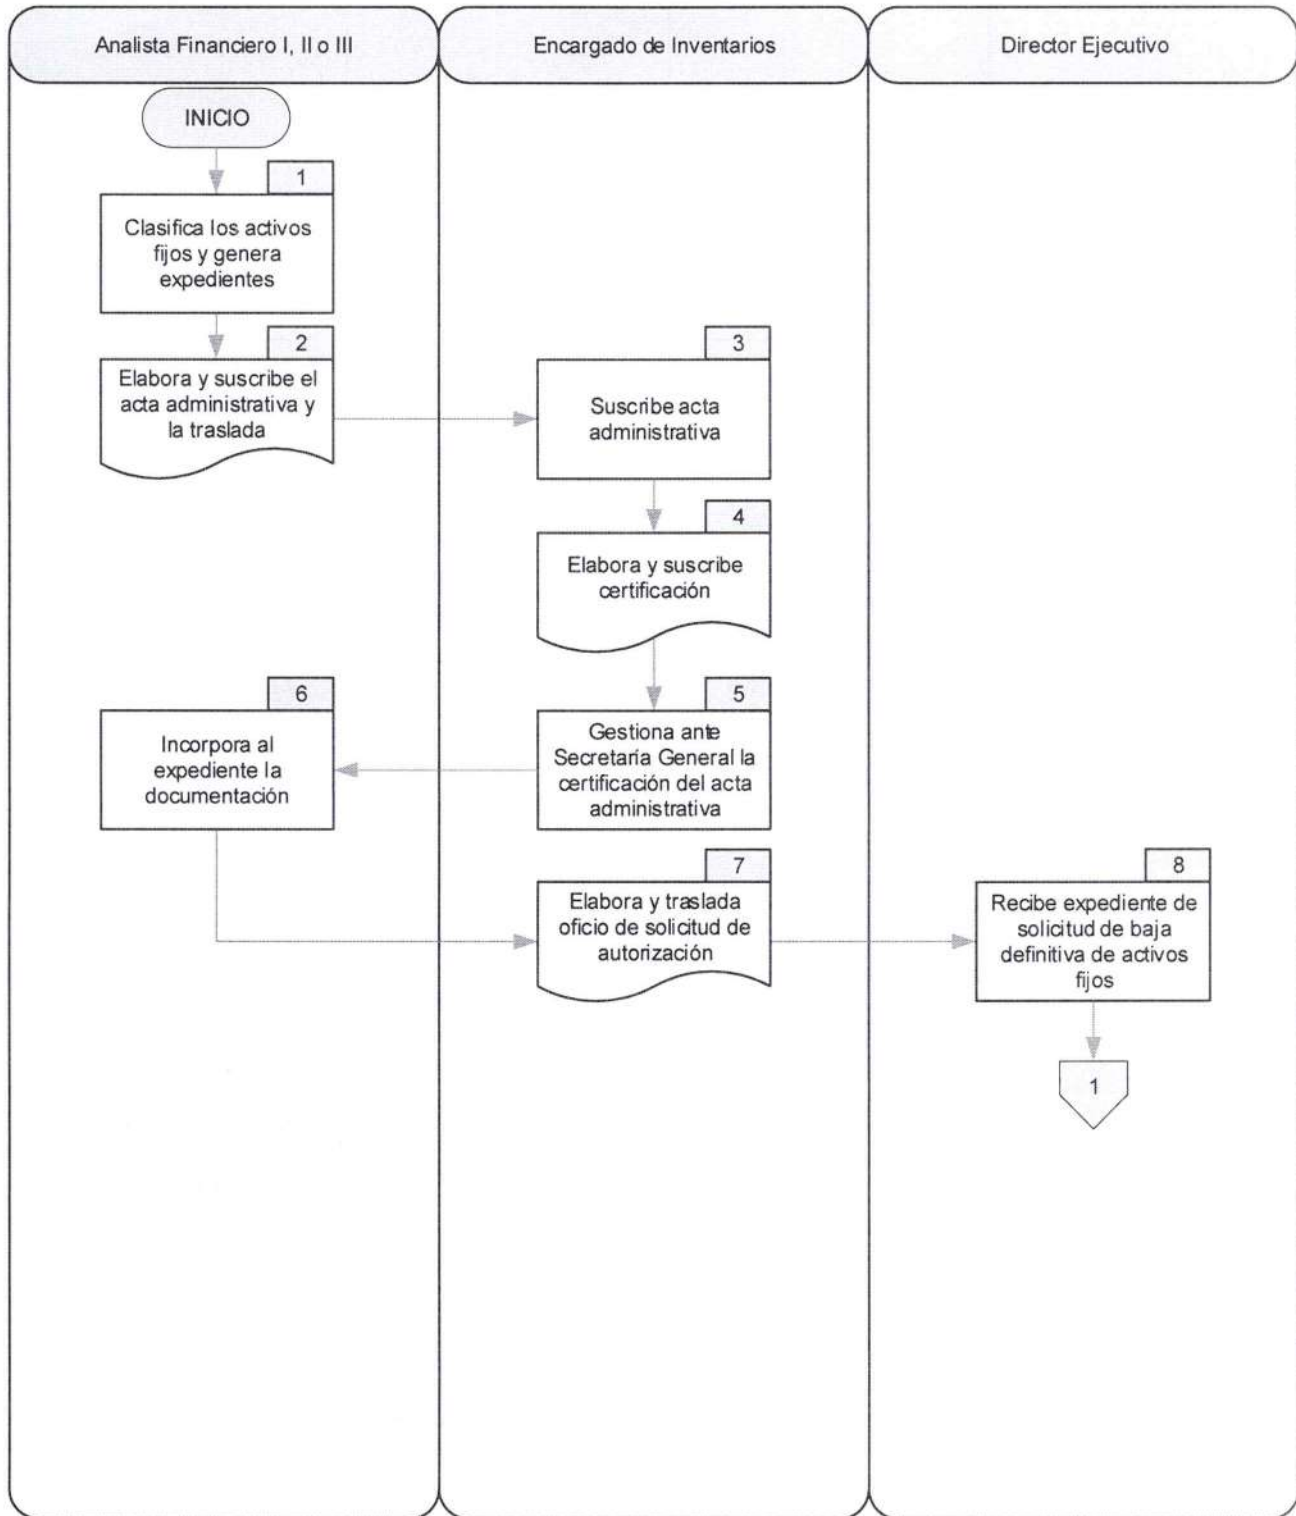 Analista Financiero I, II o III
Encargado de Inventarios
Director Ejecutivo
INICIO
1
Clasifica los activos
fijos y genera
expedientes
2
Elabora y suscribe el
acta administrativa y
la traslada
3
Suscribe acta
administrativa
4
Elabora y suscribe
certificación
5
Gestiona ante
Secretaría General la
certificación del acta
administrativa
6
Incorpora al
expediente la
documentación
7
Elabora y traslada
oficio de solicitud de
autorización
8
Recibe expediente de
solicitud de baja
definitiva de activos
fijos
1